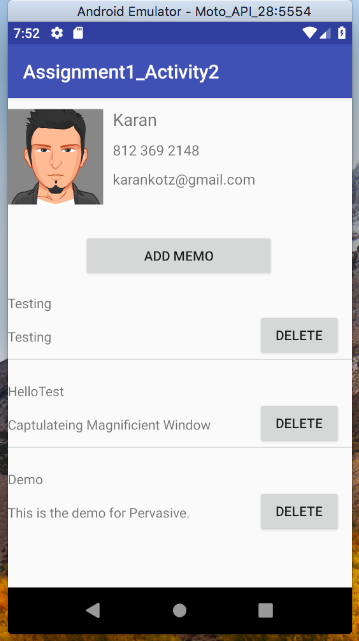 Android Emulator - Moto_API_28:5554
7:52
Assignment1_Activity2
Karan
812 369 2148
karankotz@gmail.com
ADD MEMO
Testing
Testing
DELETE
HelloTest
Captulateing Magnificient Window
DELETE
Demo
This is the demo for Pervasive.
DELETE